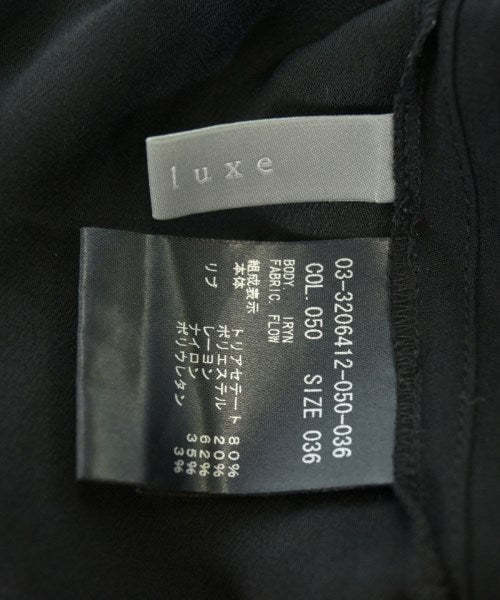 luxe
03-3206412-050-036
COL.050 SIZE 036
BODY IRYN
FABRIC FLOW
組成表示
本体 トリアセテート 80%
ポリエステル 20%
リブ レーヨン 62%
ナイロン 35%
ポリウレタン 3%